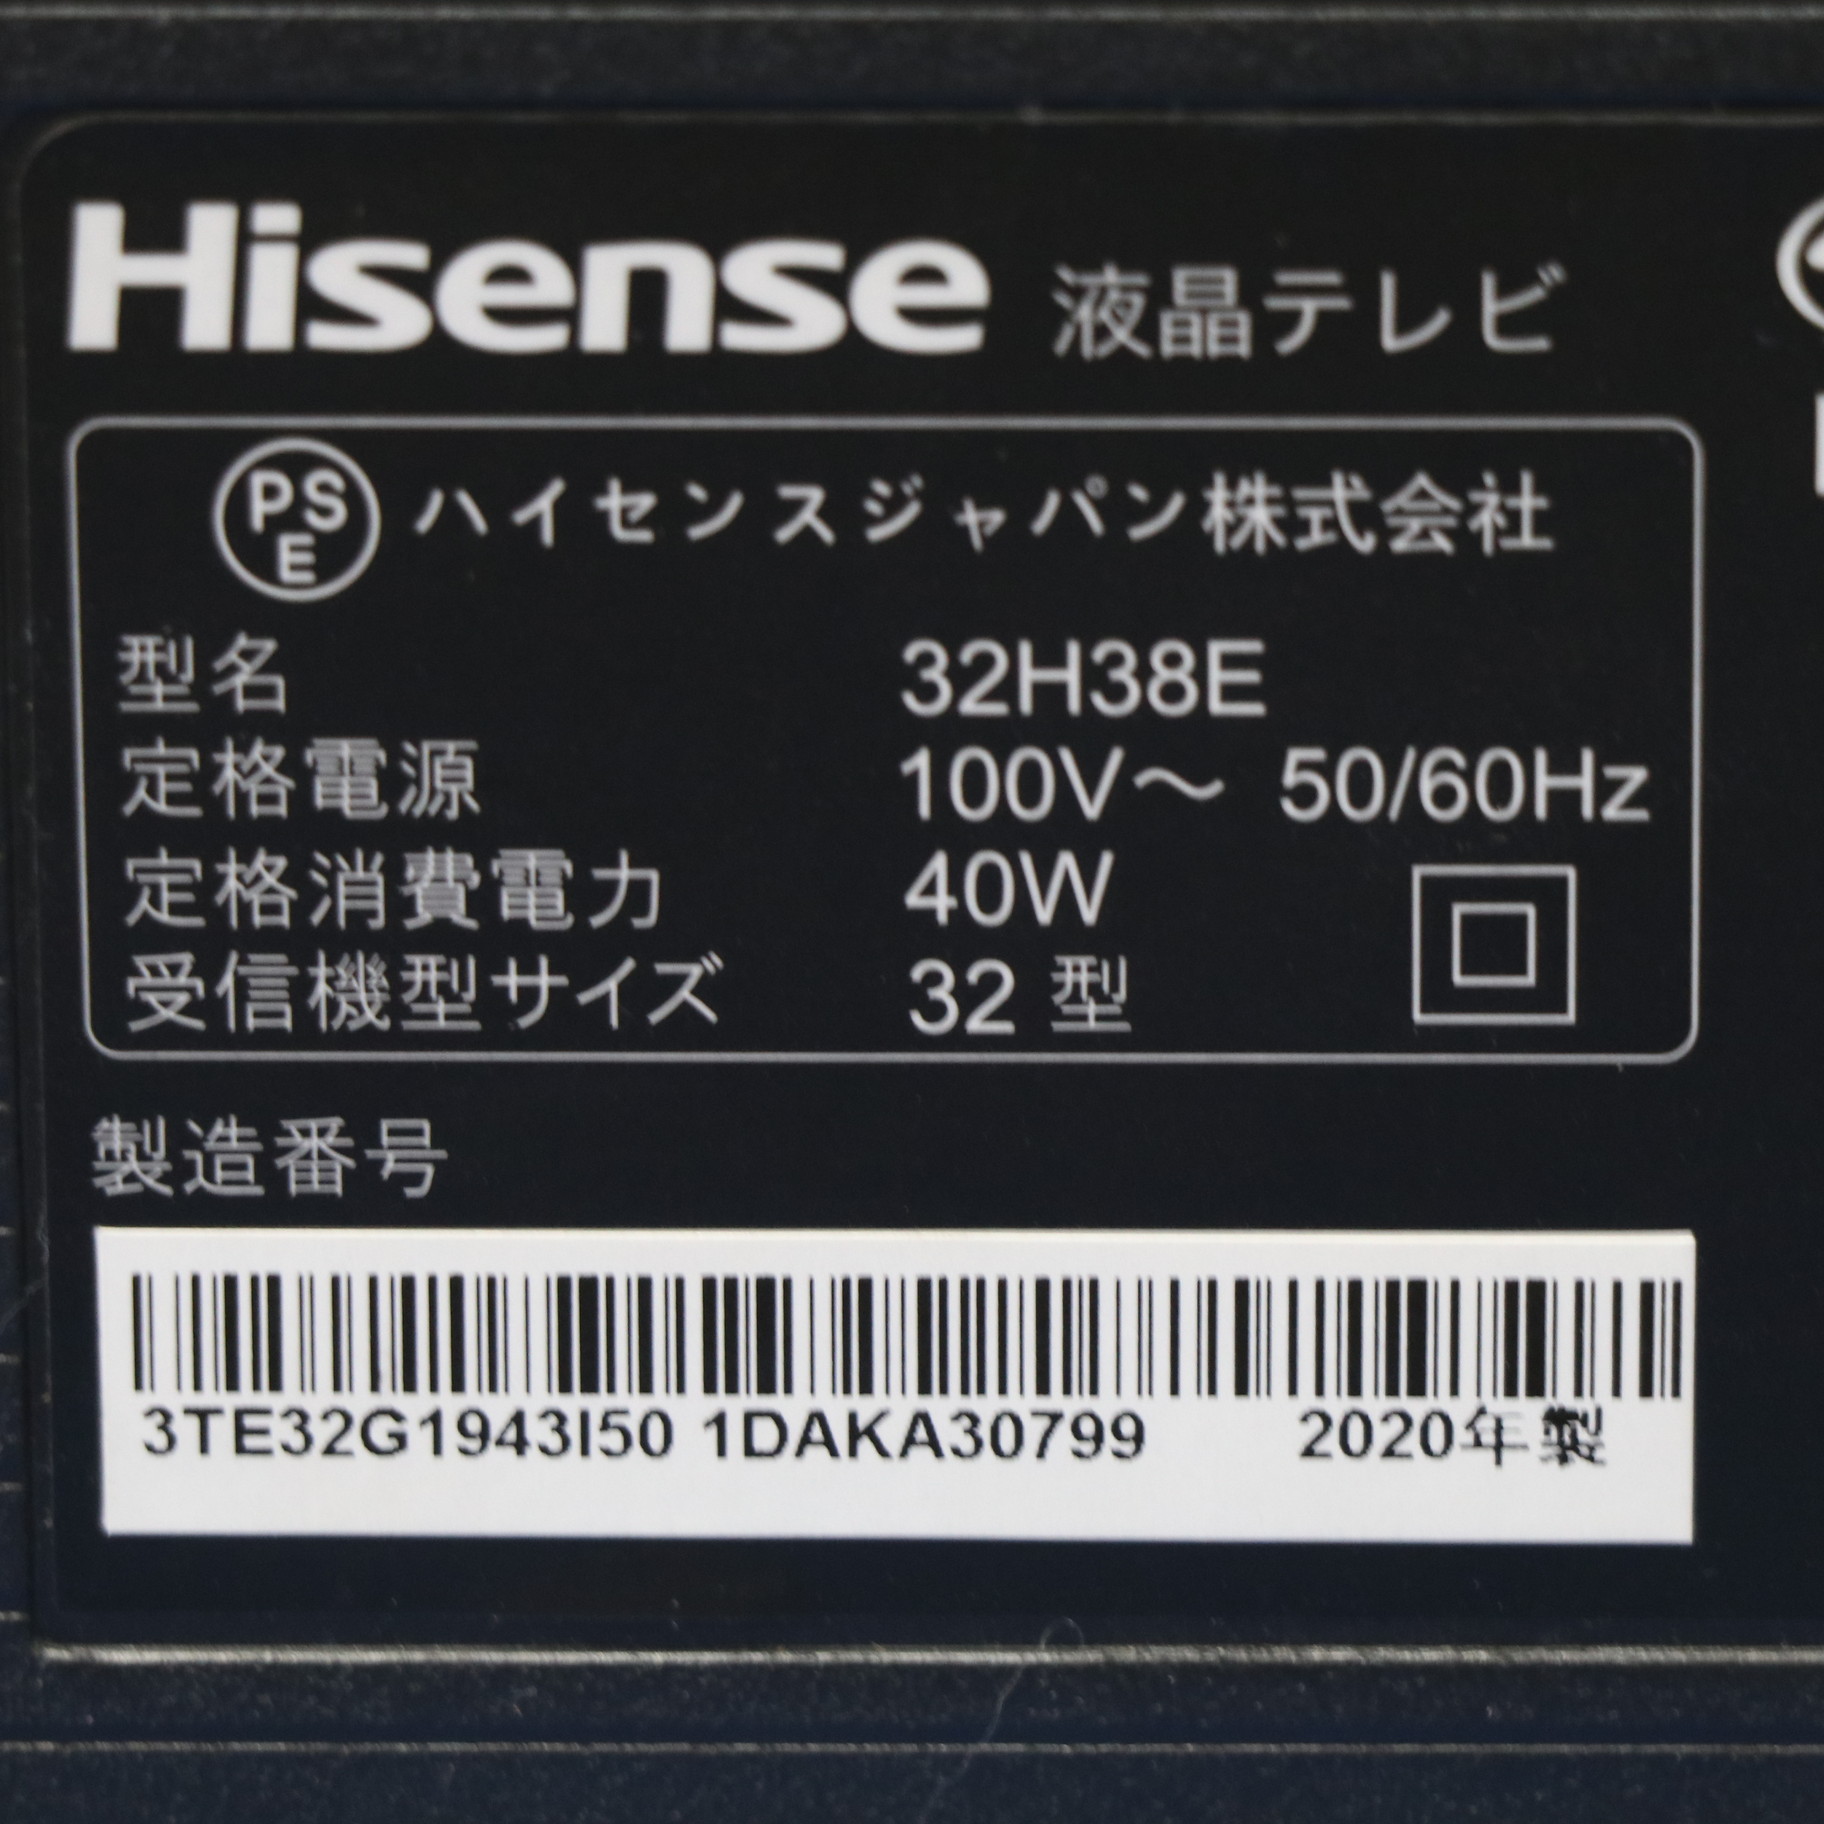 Hisense 液晶テレビ
PSE ハイセンスジャパン株式会社
型名 32H38E
定格電源 100V～ 50/60Hz
定格消費電力 40W
受信機型サイズ 32 型
製造番号
3TE32G1943I50 1DAKA30799 2020年製